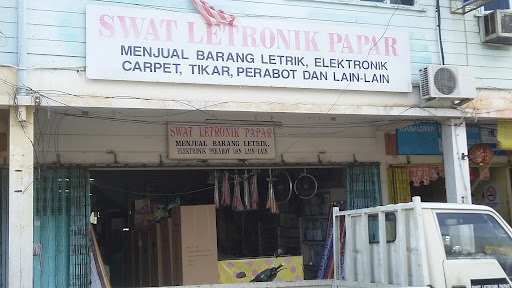 SWAT LETRONIK PAPAR
MENJUAL BARANG LETRIK, ELEKTRONIK
CARPET, TIKAR, PERABOT DAN LAIN-LAIN
SWAT LETRONIK PAPAR
MENJUAL BARANG LETRIK,
ELEKTRONIK PERABOT DAN LAIN-LAIN